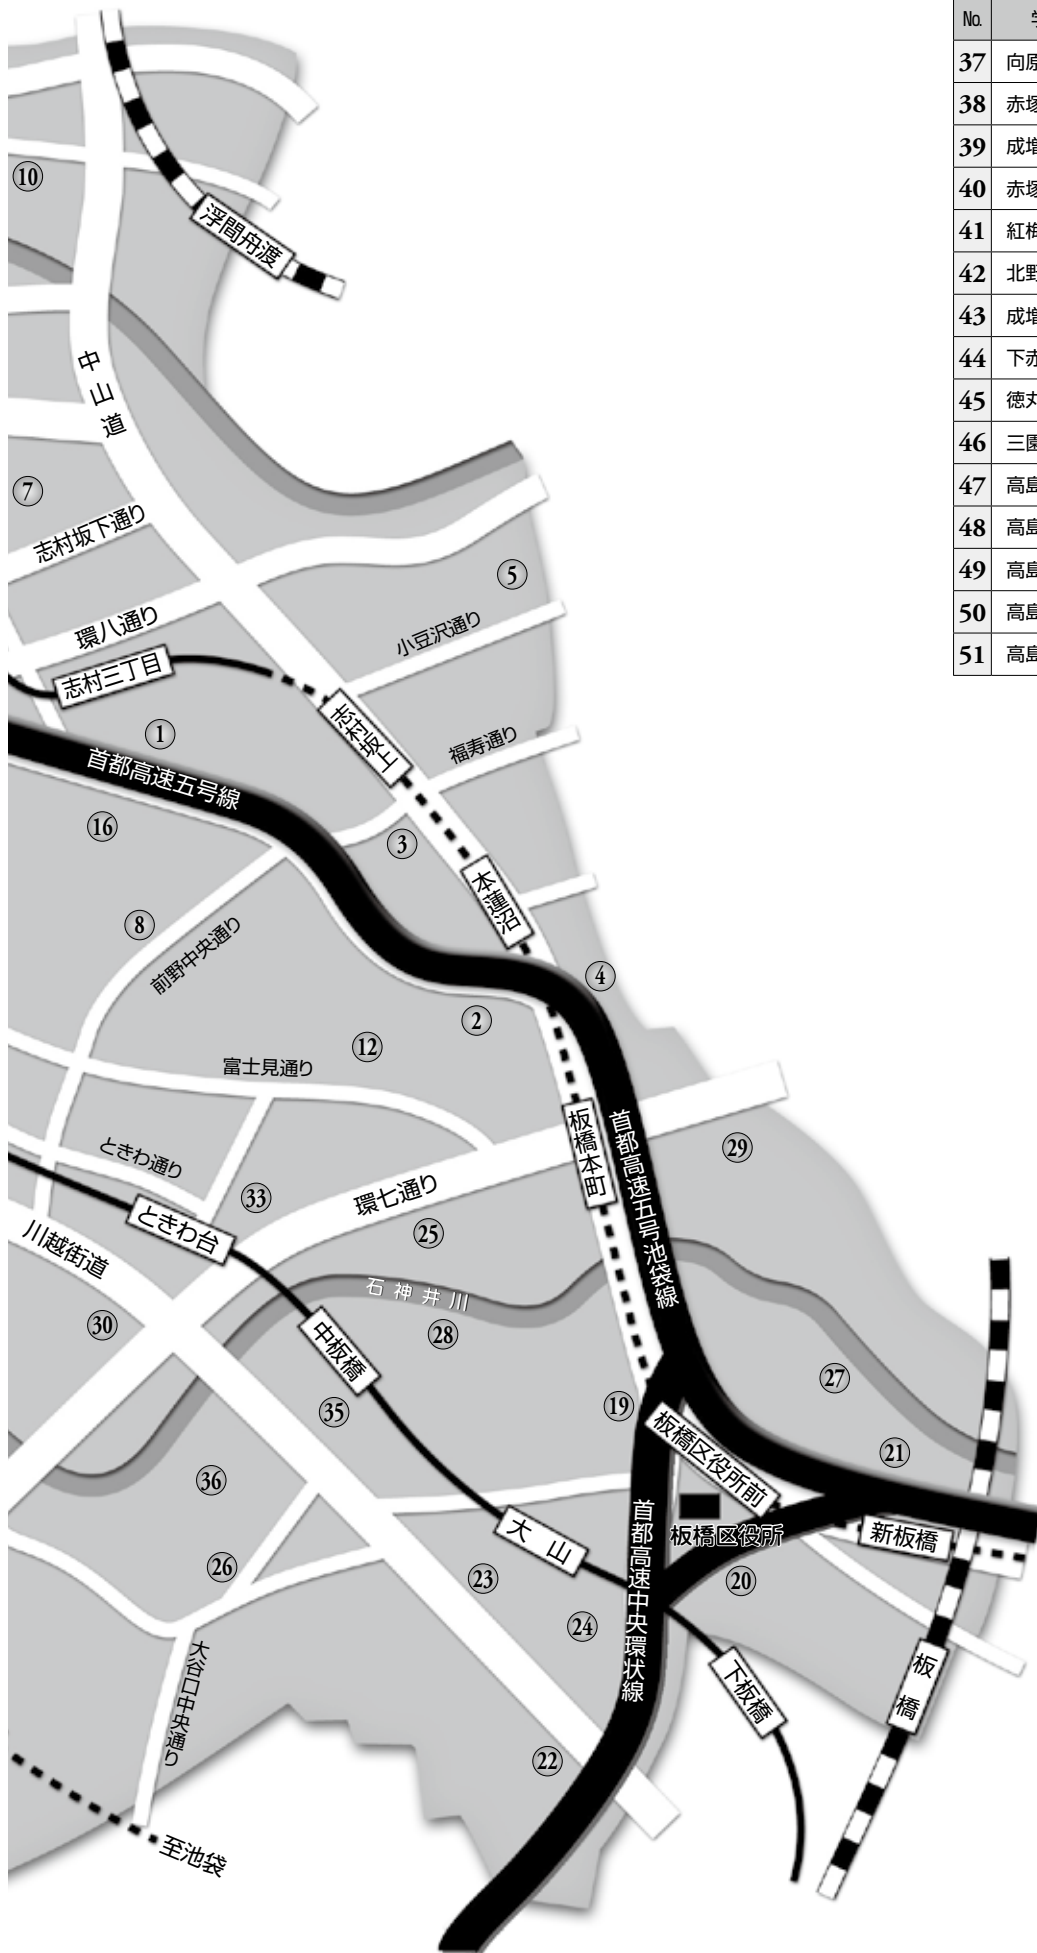 No. 学
37 向原
38 赤塚
39 成増
40 赤塚
41 紅梅
42 北野
43 成増
44 下赤
45 徳丸
46 三園
47 高島
48 高島
49 高島
50 高島
51 高島
⑩
浮間舟渡
中山道
⑦
志村坂下通り
⑤
環八通り
小豆沢通り
志村三丁目
①
志村坂上
福寿通り
首都高速五号線
⑯
③
本蓮沼
⑧
前野中央通り
④
②
⑫
富士見通り
板橋本町
首都高速五号池袋線
㉙
ときわ通り
㉝
環七通り
ときわ台
㉕
川越街道
石神井川
㉚
中板橋
㉘
㉗
㉟
⑲
板橋区役所前
㉑
㊱
大山
首都高速中央環状線
板橋区役所
新板橋
㉖
㉓
⑳
㉔
大谷口中央通り
下板橋
板橋
㉒
至池袋